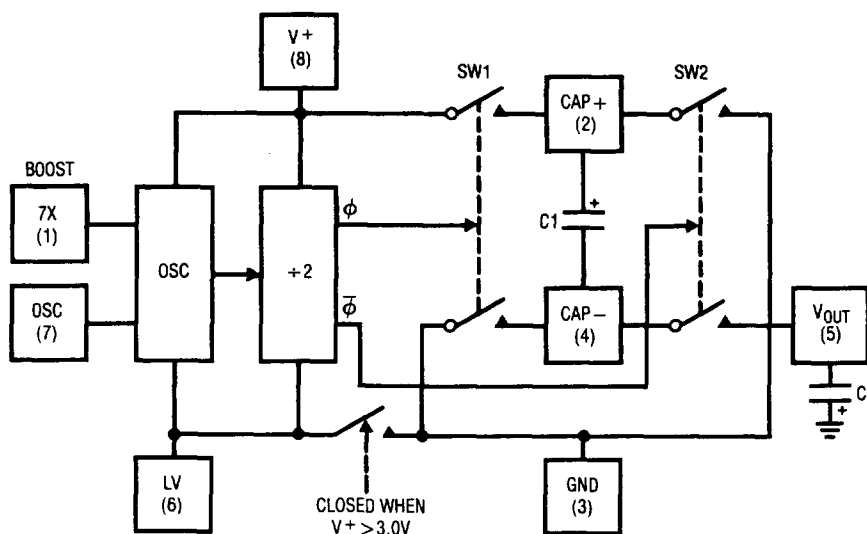 V+
(8)
SW1
SW2
CAP+
(2)
BOOST
7X
(1)
OSC
(7)
OSC
÷2
ϕ
ϕ̅
+
C1
CAP−
(4)
VOUT
(5)
C
+
LV
(6)
CLOSED WHEN
V+ > 3.0V
GND
(3)